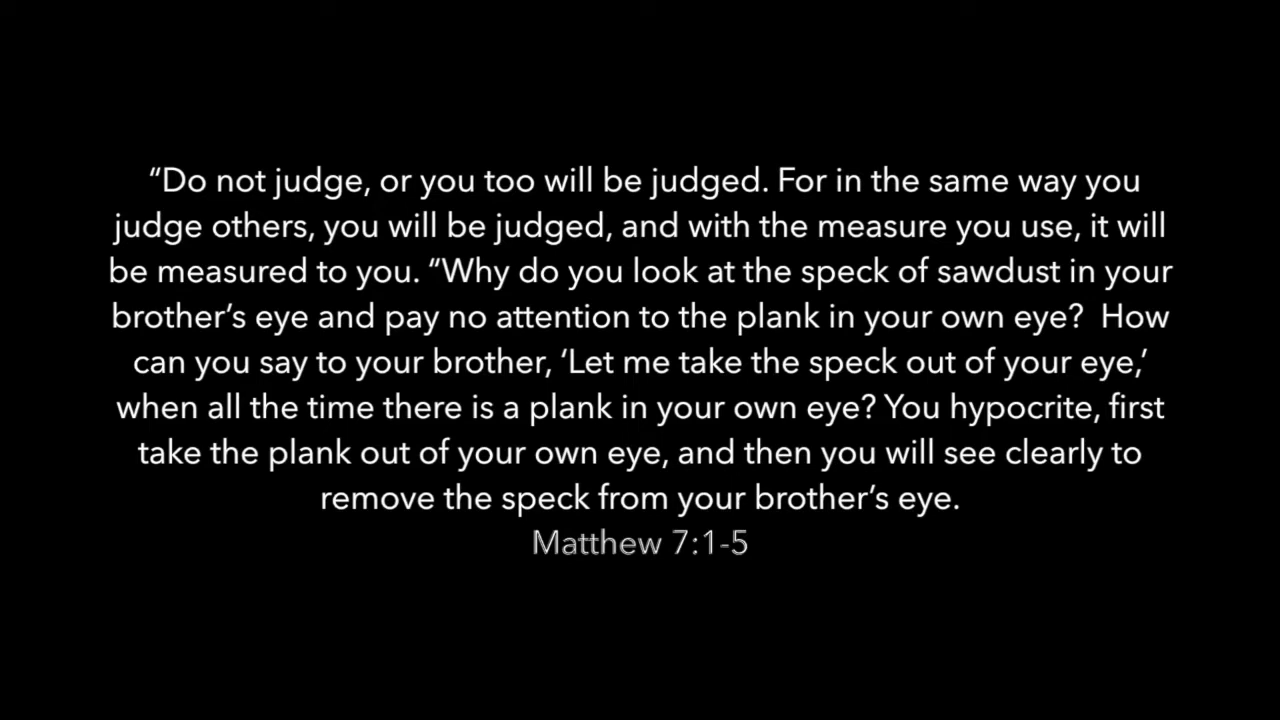 “Do not judge, or you too will be judged. For in the same way you
judge others, you will be judged, and with the measure you use, it will
be measured to you. “Why do you look at the speck of sawdust in your
brother’s eye and pay no attention to the plank in your own eye?  How
can you say to your brother, ‘Let me take the speck out of your eye,’
when all the time there is a plank in your own eye? You hypocrite, first
take the plank out of your own eye, and then you will see clearly to
remove the speck from your brother’s eye.
Matthew 7:1-5